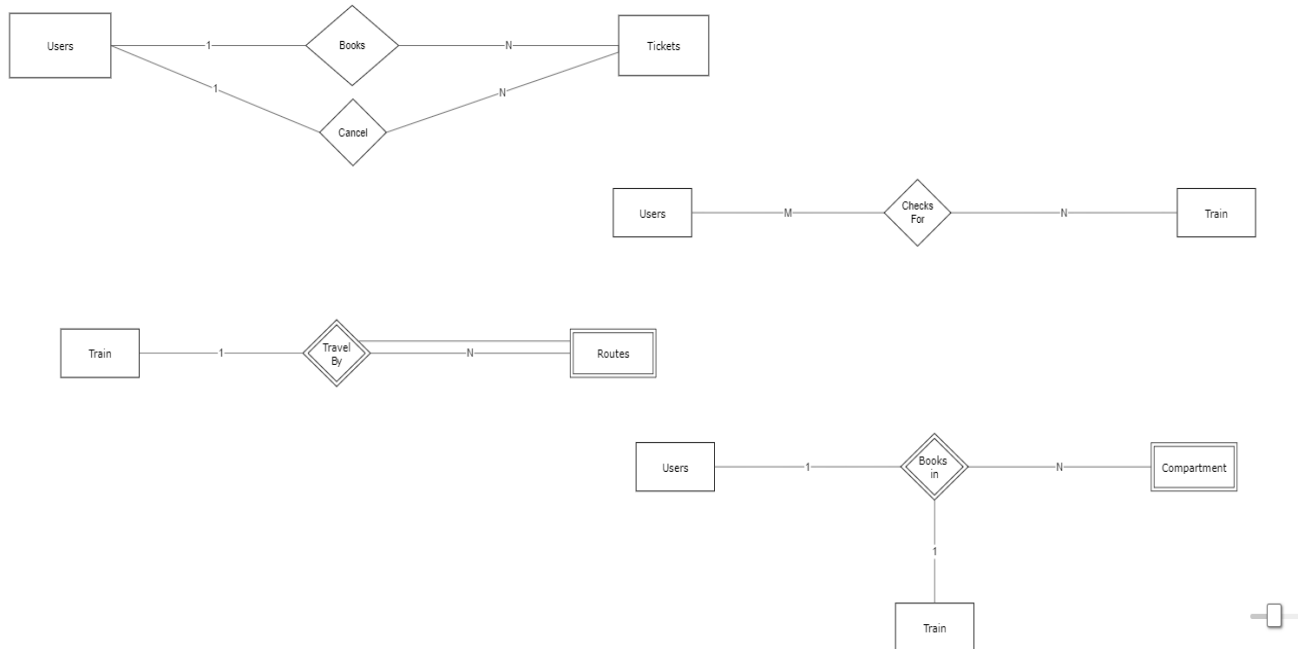 Users
1
Books
N
Tickets
1
Cancel
N
Users
M
Checks
For
N
Train
Train
1
Travel
By
N
Routes
Users
1
Books
in
N
Compartment
1
Train